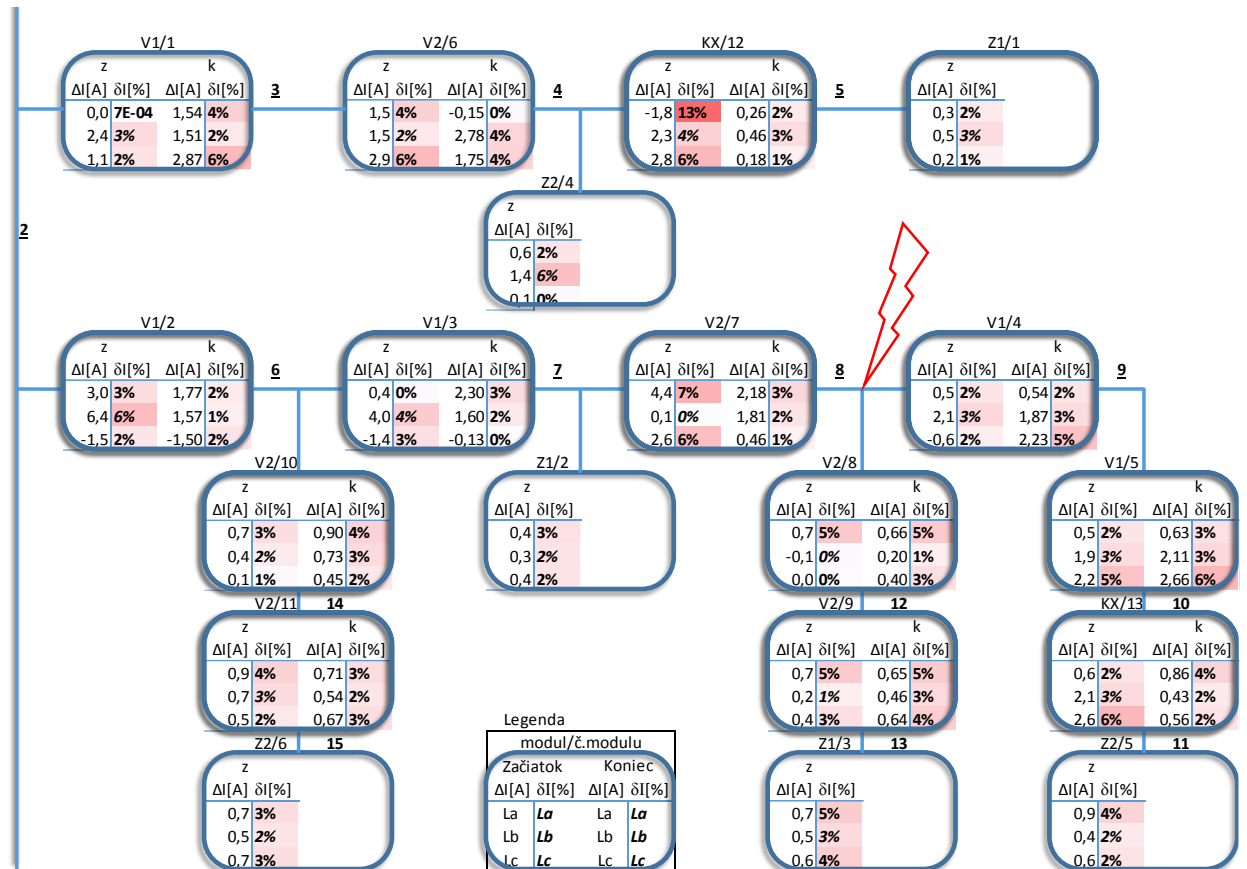 V1/1 V2/6 KX/12 Z1/1
z k z k z k z
ΔI[A] δI[%] ΔI[A] δI[%] 3 ΔI[A] δI[%] ΔI[A] δI[%] 4 ΔI[A] δI[%] ΔI[A] δI[%] 5 ΔI[A] δI[%]
0,0 7E-04 1,54 4% 1,5 4% -0,15 0% -1,8 13% 0,26 2% 0,3 2%
2,4 3% 1,51 2% 1,5 2% 2,78 4% 2,3 4% 0,46 3% 0,5 3%
1,1 2% 2,87 6% 2,9 6% 1,75 4% 2,8 6% 0,18 1% 0,2 1%
Z2/4
z
2
ΔI[A] δI[%]
0,6 2%
1,4 6%
0,1 0%
V1/2 V1/3 V2/7 V1/4
z k z k z k z k
ΔI[A] δI[%] ΔI[A] δI[%] 6 ΔI[A] δI[%] ΔI[A] δI[%] 7 ΔI[A] δI[%] ΔI[A] δI[%] 8 ΔI[A] δI[%] ΔI[A] δI[%] 9
3,0 3% 1,77 2% 0,4 0% 2,30 3% 4,4 7% 2,18 3% 0,5 2% 0,54 2%
6,4 6% 1,57 1% 4,0 4% 1,60 2% 0,1 0% 1,81 2% 2,1 3% 1,87 3%
-1,5 2% -1,50 2% -1,4 3% -0,13 0% 2,6 6% 0,46 1% -0,6 2% 2,23 5%
V2/10 Z1/2 V2/8 V1/5
z k z z k z k
ΔI[A] δI[%] ΔI[A] δI[%] ΔI[A] δI[%] ΔI[A] δI[%] ΔI[A] δI[%] ΔI[A] δI[%] ΔI[A] δI[%]
0,7 3% 0,90 4% 0,4 3% 0,7 5% 0,66 5% 0,5 2% 0,63 3%
0,4 2% 0,73 3% 0,3 2% -0,1 0% 0,20 1% 1,9 3% 2,11 3%
0,1 1% 0,45 2% 0,4 2% 0,0 0% 0,40 3% 2,2 5% 2,66 6%
V2/11 14 V2/9 12 KX/13 10
z k z k z k
ΔI[A] δI[%] ΔI[A] δI[%] ΔI[A] δI[%] ΔI[A] δI[%] ΔI[A] δI[%] ΔI[A] δI[%]
0,9 4% 0,71 3% 0,7 5% 0,65 5% 0,6 2% 0,86 4%
0,7 3% 0,54 2% 0,2 1% 0,46 3% 2,1 3% 0,43 2%
0,5 2% 0,67 3% 0,4 3% 0,64 4% 2,6 6% 0,56 2%
Legenda
Z2/6 15 modul/č.modulu Z1/3 13 Z2/5 11
z Začiatok Koniec z z
ΔI[A] δI[%] ΔI[A] δI[%] ΔI[A] δI[%] ΔI[A] δI[%] ΔI[A] δI[%]
0,7 3% La La La La 0,7 5% 0,9 4%
0,5 2% Lb Lb Lb Lb 0,5 3% 0,4 2%
0,7 3% Lc Lc Lc Lc 0,6 4% 0,6 2%